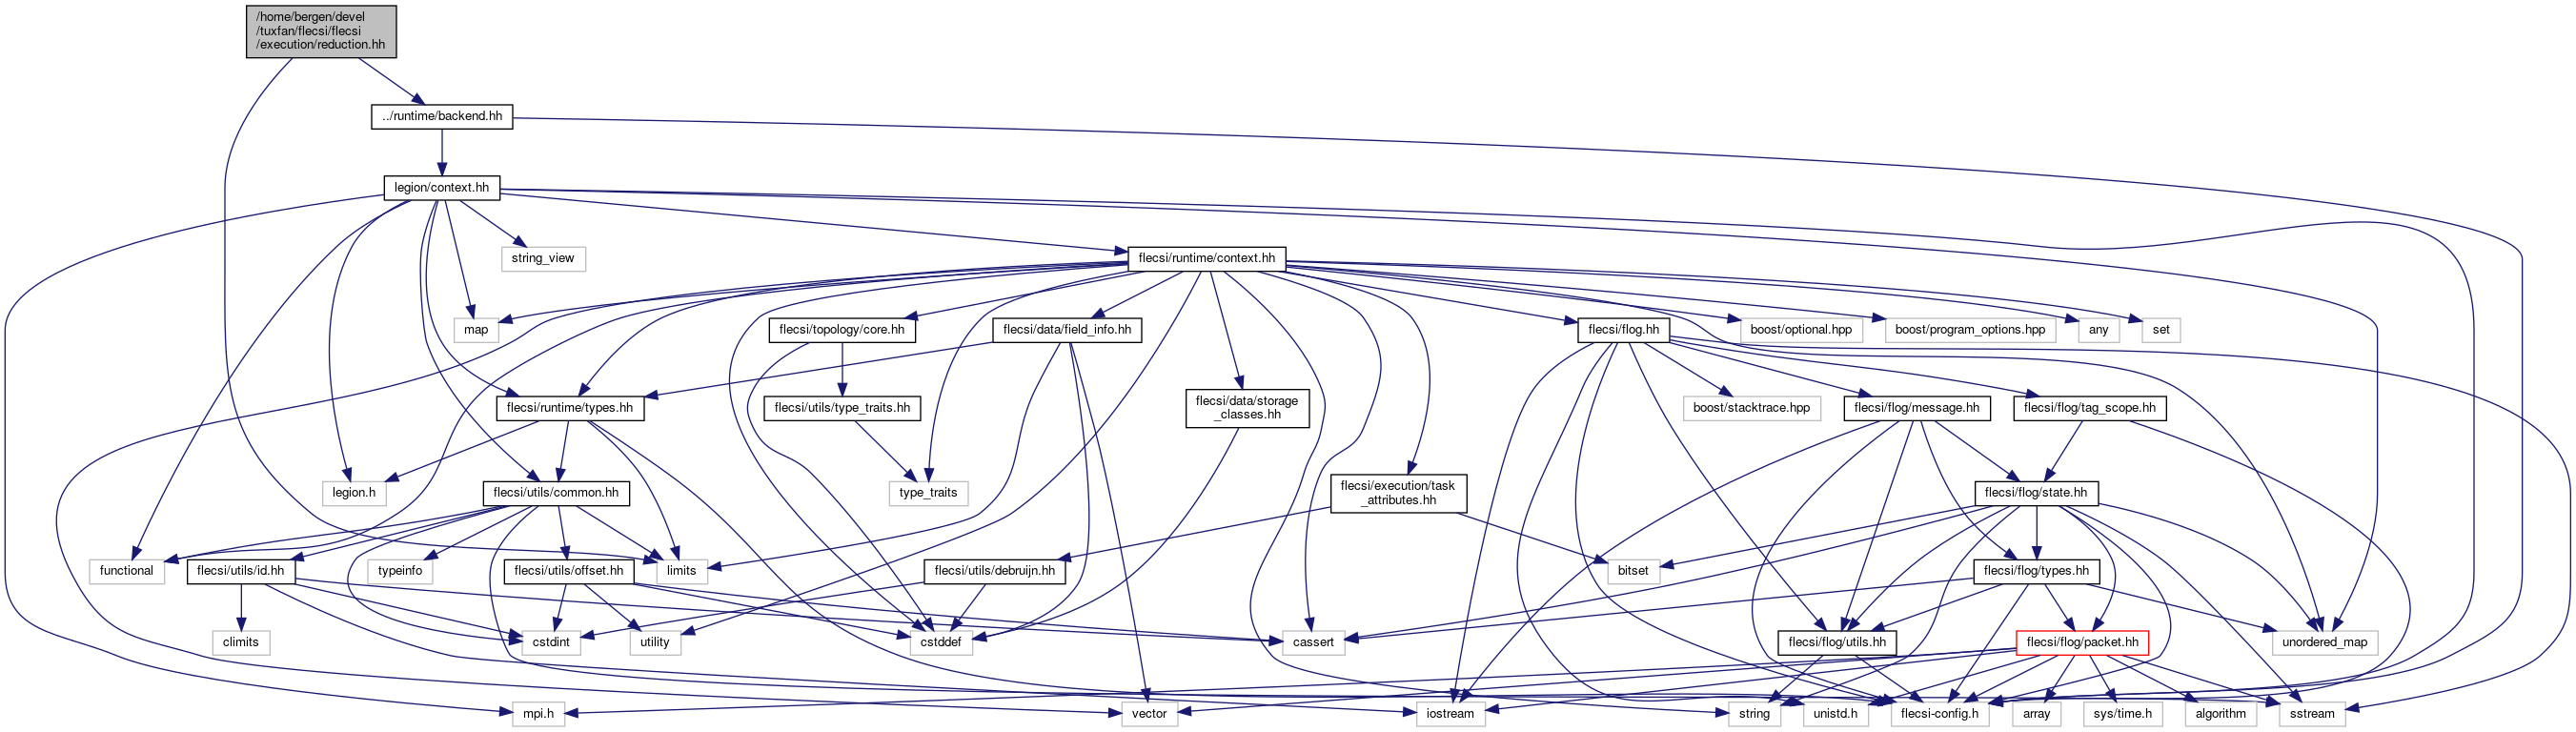 /home/bergen/devel
/tuxfan/flecsi/flecsi
/execution/reduction.hh
../runtime/backend.hh
legion/context.hh
string_view
flecsi/runtime/context.hh
map
flecsi/topology/core.hh
flecsi/data/field_info.hh
flecsi/flog.hh
boost/optional.hpp
boost/program_options.hpp
any
set
flecsi/runtime/types.hh
flecsi/utils/type_traits.hh
flecsi/data/storage
_classes.hh
boost/stacktrace.hpp
flecsi/flog/message.hh
flecsi/flog/tag_scope.hh
legion.h
flecsi/utils/common.hh
type_traits
flecsi/execution/task
_attributes.hh
flecsi/flog/state.hh
functional
flecsi/utils/id.hh
typeinfo
flecsi/utils/offset.hh
limits
flecsi/utils/debruijn.hh
bitset
flecsi/flog/types.hh
climits
cstdint
utility
cstddef
cassert
flecsi/flog/utils.hh
flecsi/flog/packet.hh
unordered_map
mpi.h
vector
iostream
string
unistd.h
flecsi-config.h
array
sys/time.h
algorithm
sstream